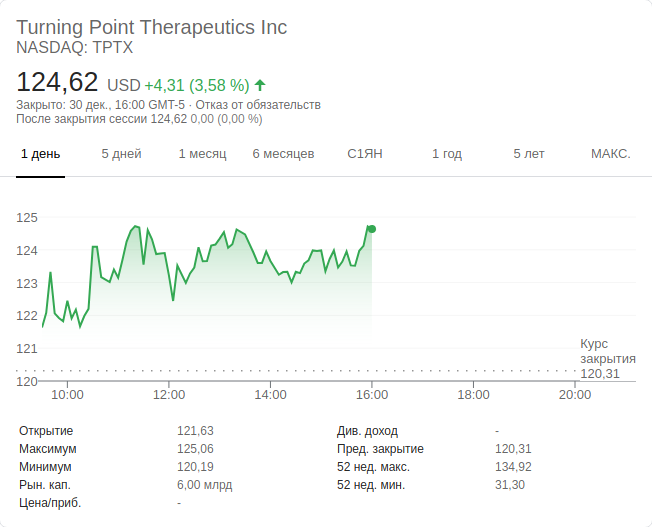 Turning Point Therapeutics Inc
NASDAQ: TPTX
124,62 USD +4,31 (3,58 %)
Закрыто: 30 дек., 16:00 GMT-5 · Отказ от обязательств
После закрытия сессии 124,62 0,00 (0,00 %)
1 день 5 дней 1 месяц 6 месяцев С1ЯН 1 год 5 лет МАКС.
125
124
123
122
121
120
Курс
закрытия
120,31
10:00 12:00 14:00 16:00 18:00 20:00
Открытие 121,63 Див. доход -
Максимум 125,06 Пред. закрытие 120,31
Минимум 120,19 52 нед. макс. 134,92
Рын. кап. 6,00 млрд 52 нед. мин. 31,30
Цена/приб. -